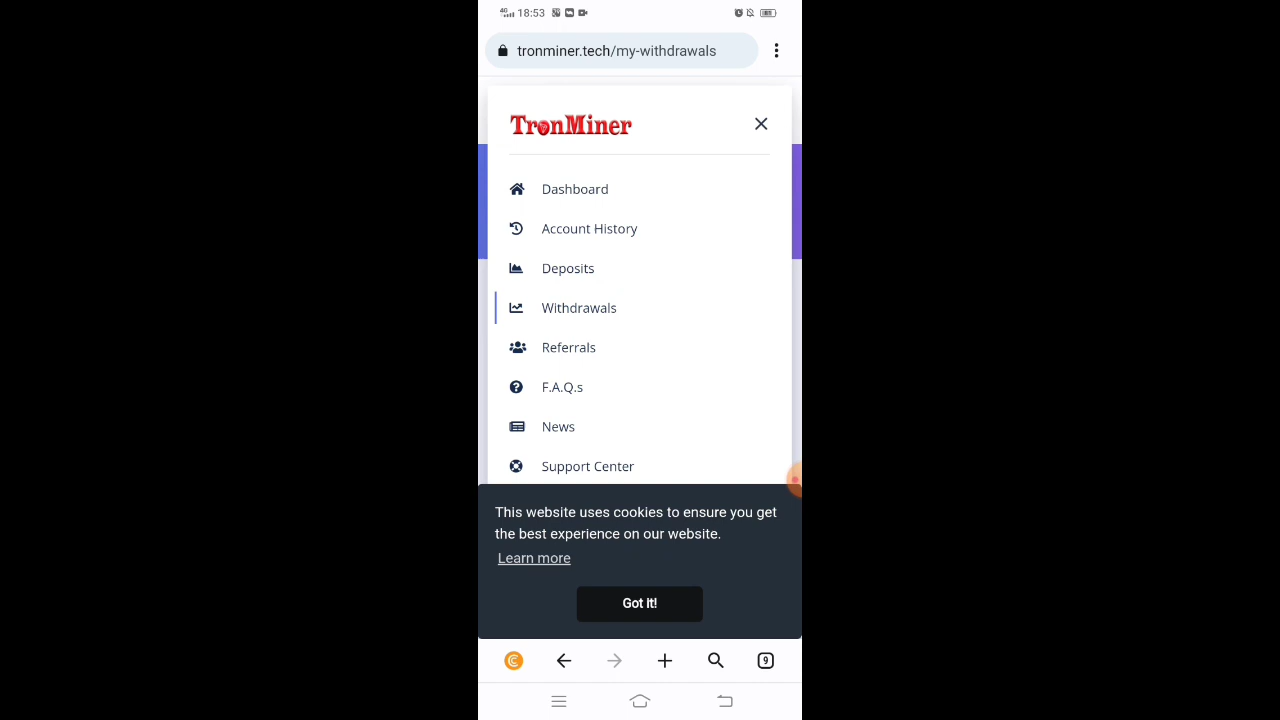 4G 18:53
tronminer.tech/my-withdrawals
TronMiner
Dashboard
Account History
Deposits
Withdrawals
Referrals
F.A.Q.s
News
Support Center
This website uses cookies to ensure you get
the best experience on our website.
Learn more
Got it!
9